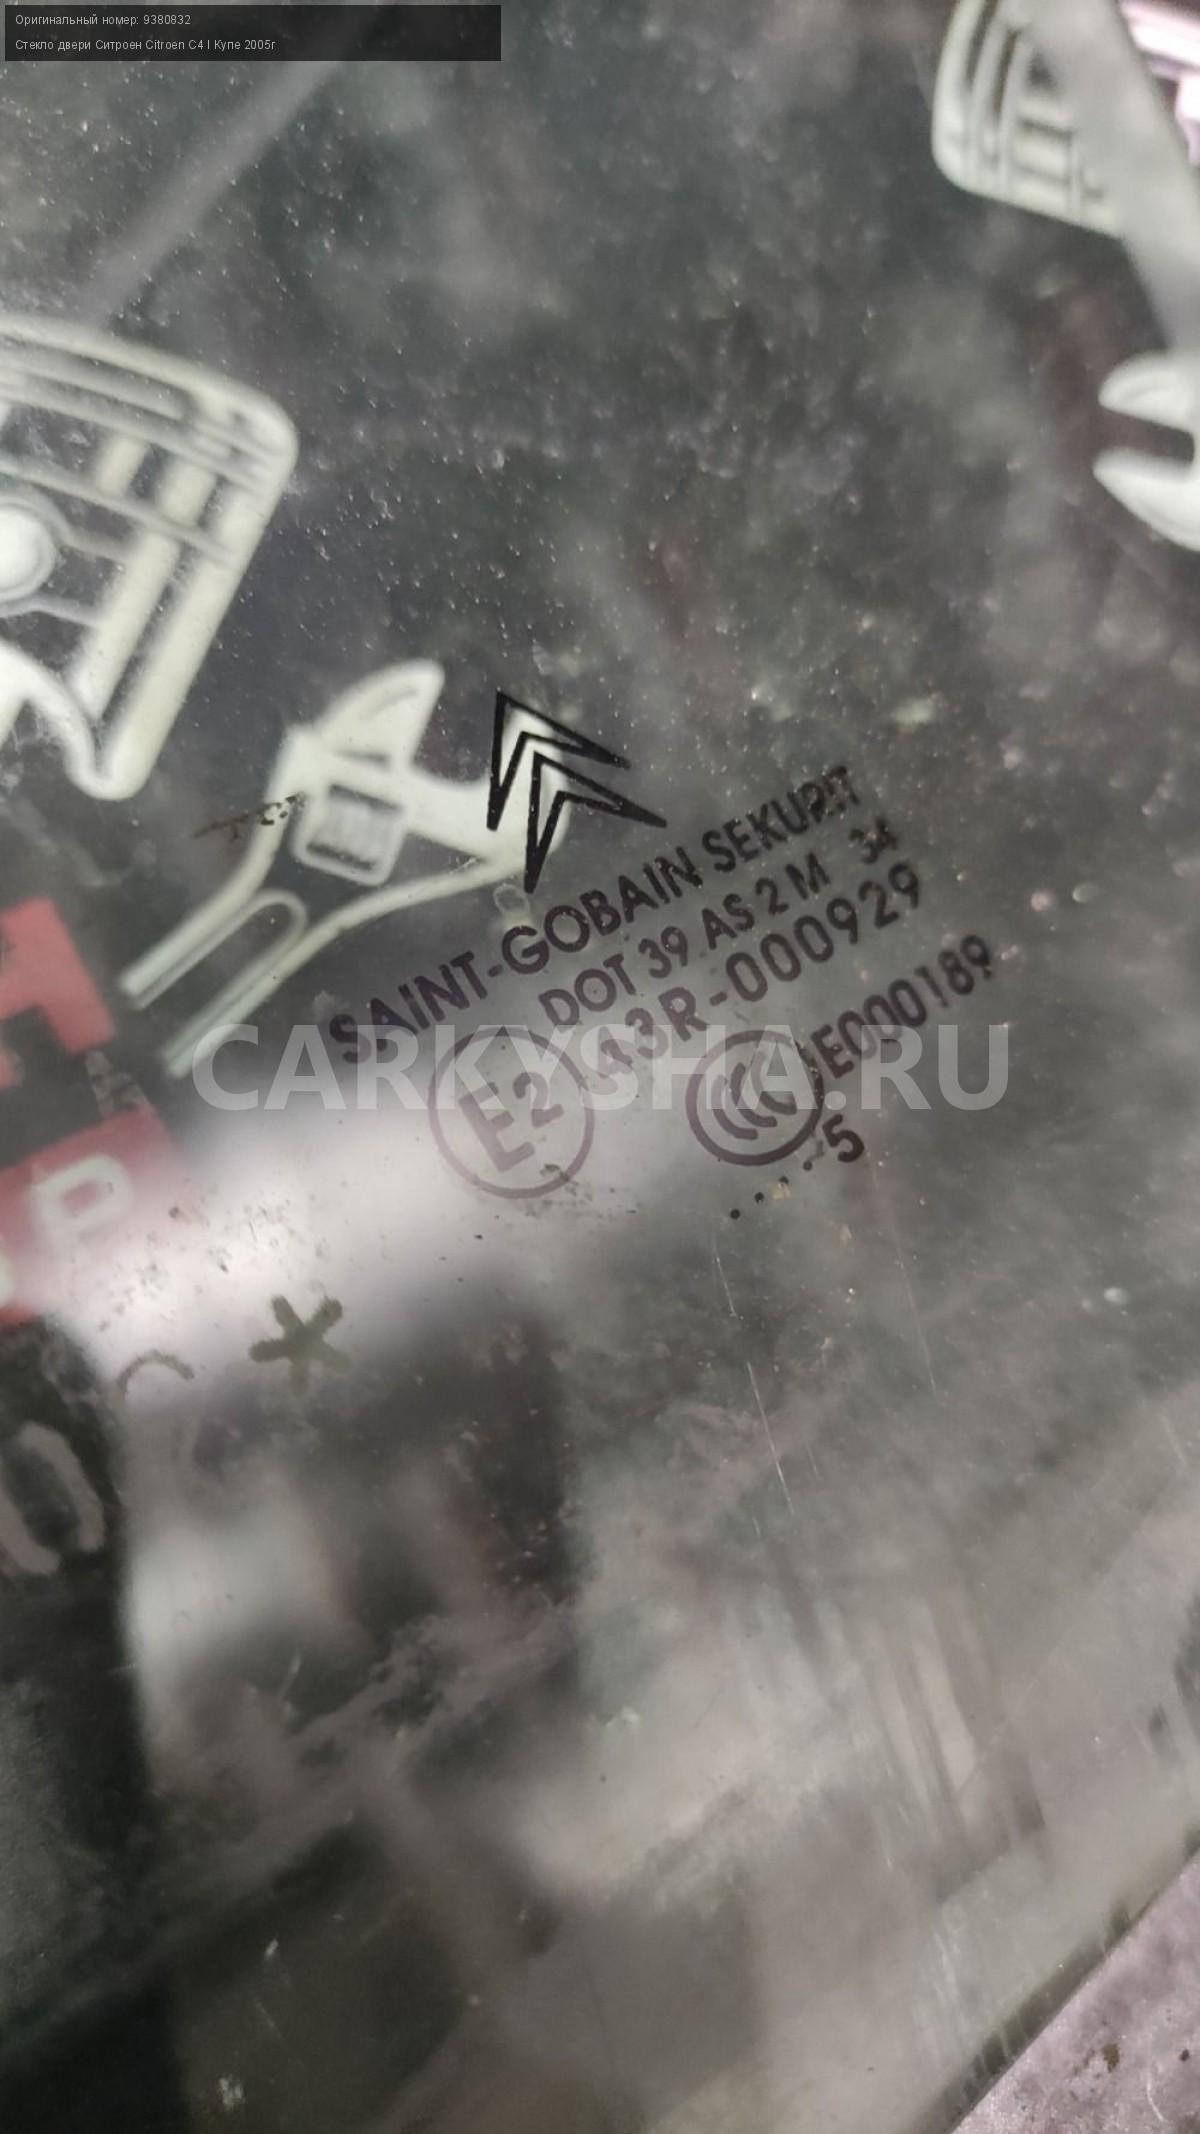 Оригинальный номер: 9380832
Стекло двери Ситроен Citroen C4 I Купе 2005г
SAINT-GOBAIN SEKURIT
DOT 39 AS 2 M 34
E2 43R-000929
CCC E000189
.....5
CARKYSHA.RU
P